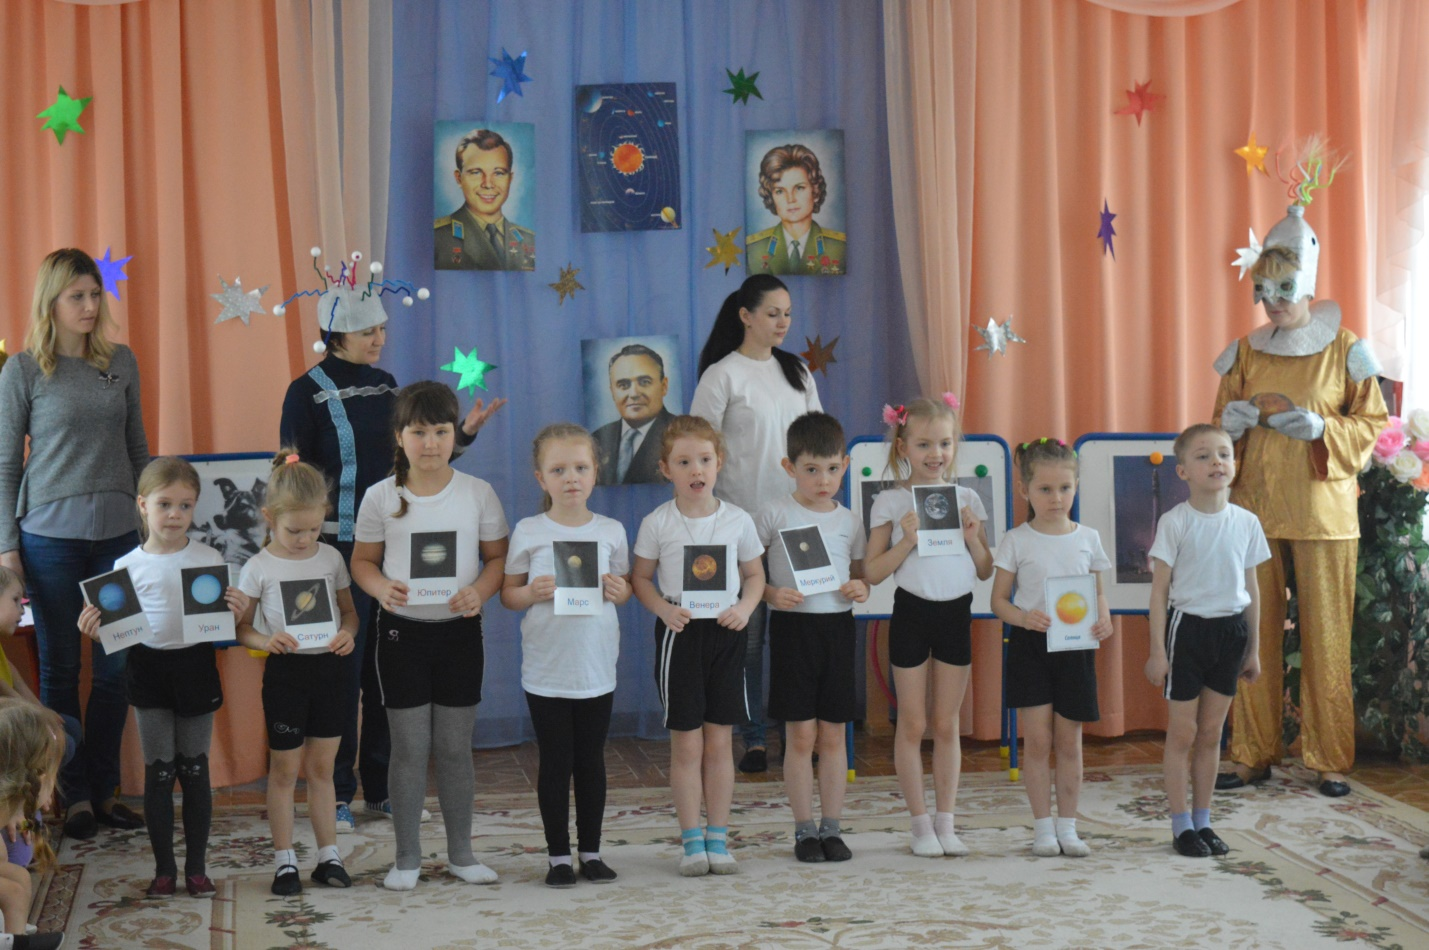 Нептун
Уран
Сатурн
Юпитер
Марс
Венера
Меркурий
Земля